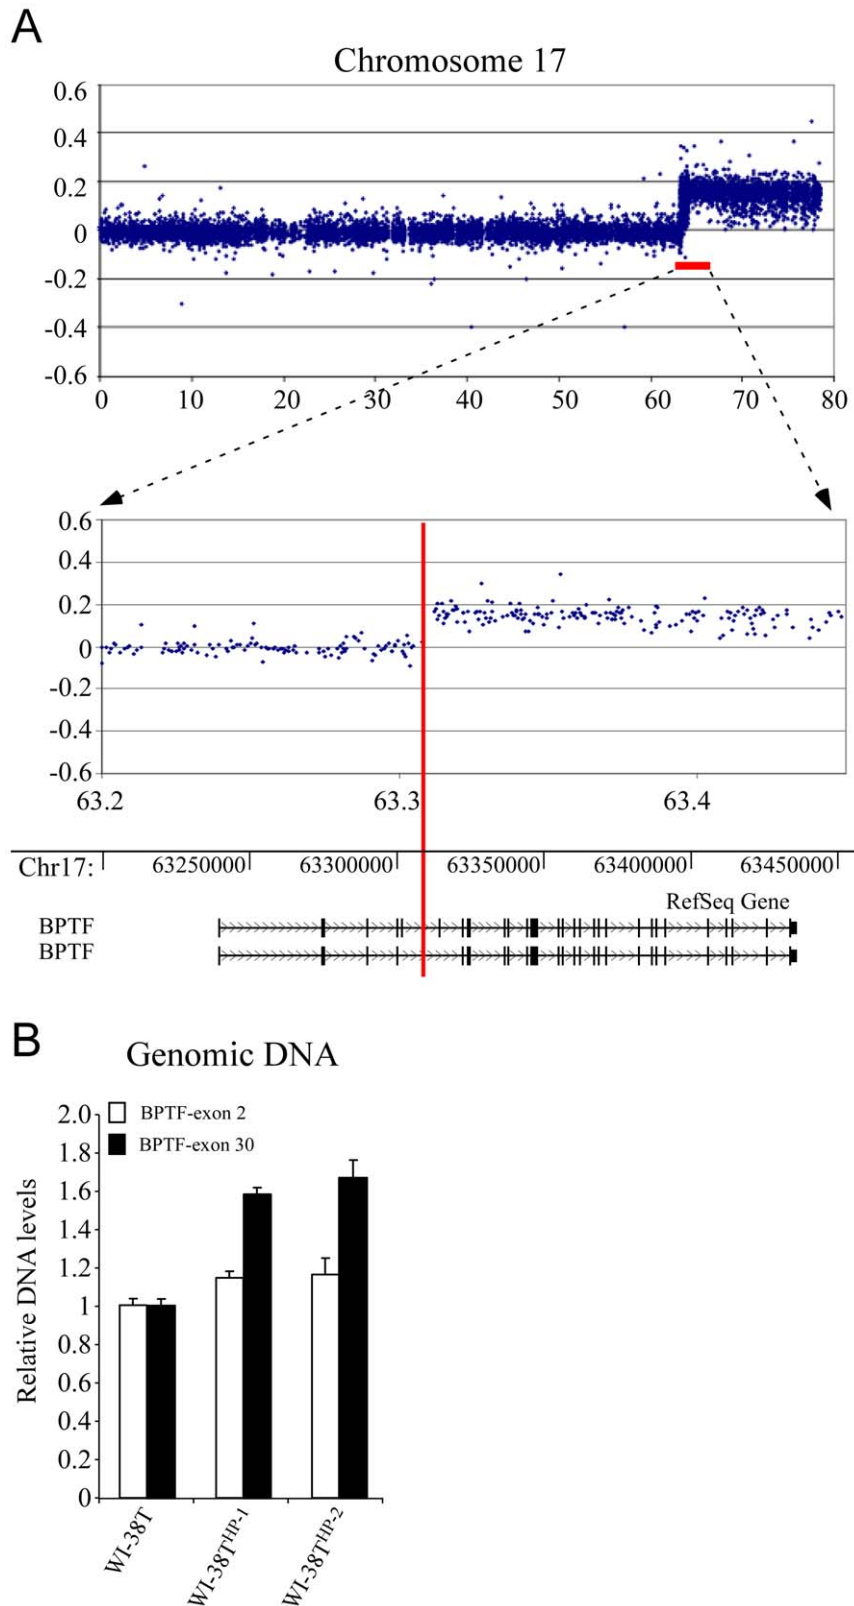 A
Chromosome 17
0.6
0.4
0.2
0
-0.2
-0.4
-0.6
0 10 20 30 40 50 60 70 80
0.6
0.4
0.2
0
-0.2
-0.4
-0.6
63.2 63.3 63.4
Chr17: 63250000 63300000 63350000 63400000 63450000
RefSeq Gene
BPTF
BPTF
B
Genomic DNA
BPTF-exon 2
BPTF-exon 30
Relative DNA levels
2.0
1.8
1.6
1.4
1.2
1
0.8
0.6
0.4
0.2
0
WI-38T WI-38THP-1 WI-38THP-2